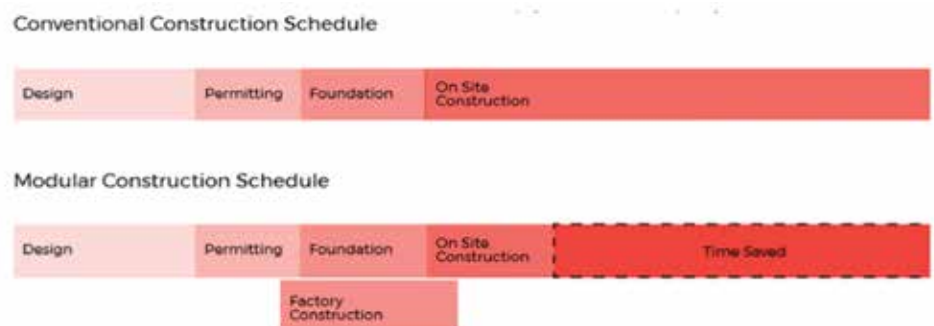 Conventional Construction Schedule
Design
Permitting
Foundation
On Site
Construction
Modular Construction Schedule
Design
Permitting
Foundation
On Site
Construction
Time Saved
Factory
Construction